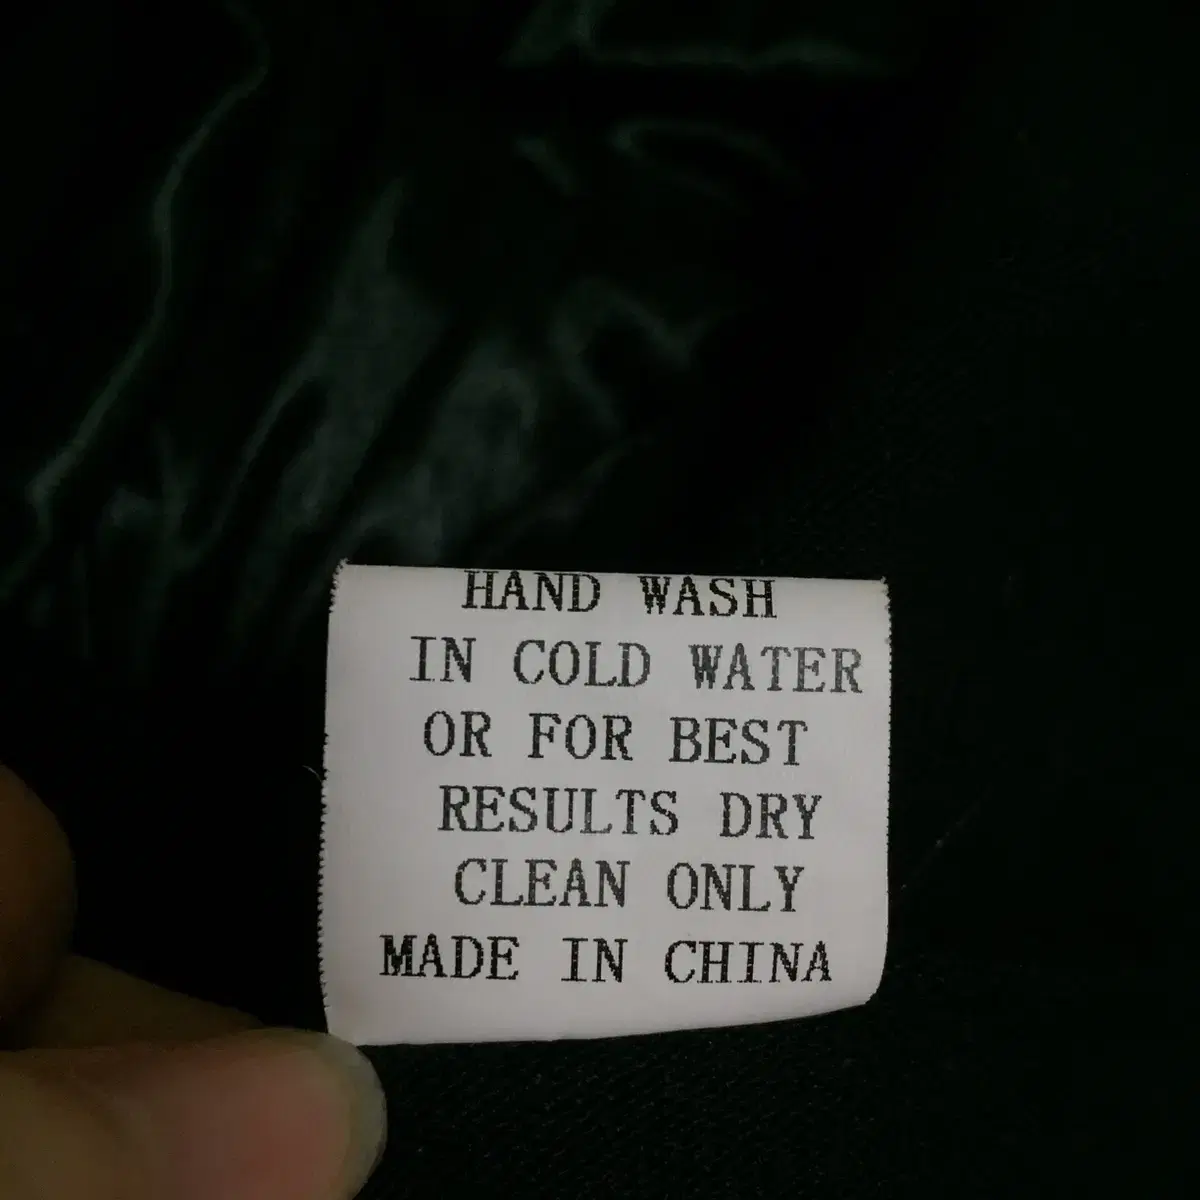 HAND WASH
IN COLD WATER
OR FOR BEST
RESULTS DRY
CLEAN ONLY
MADE IN CHINA